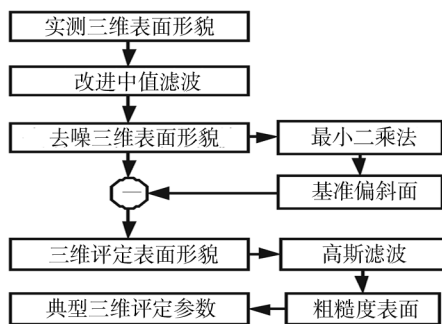 实测三维表面形貌
改进中值滤波
去噪三维表面形貌
最小二乘法
基准偏斜面
—
三维评定表面形貌
高斯滤波
粗糙度表面
典型三维评定参数